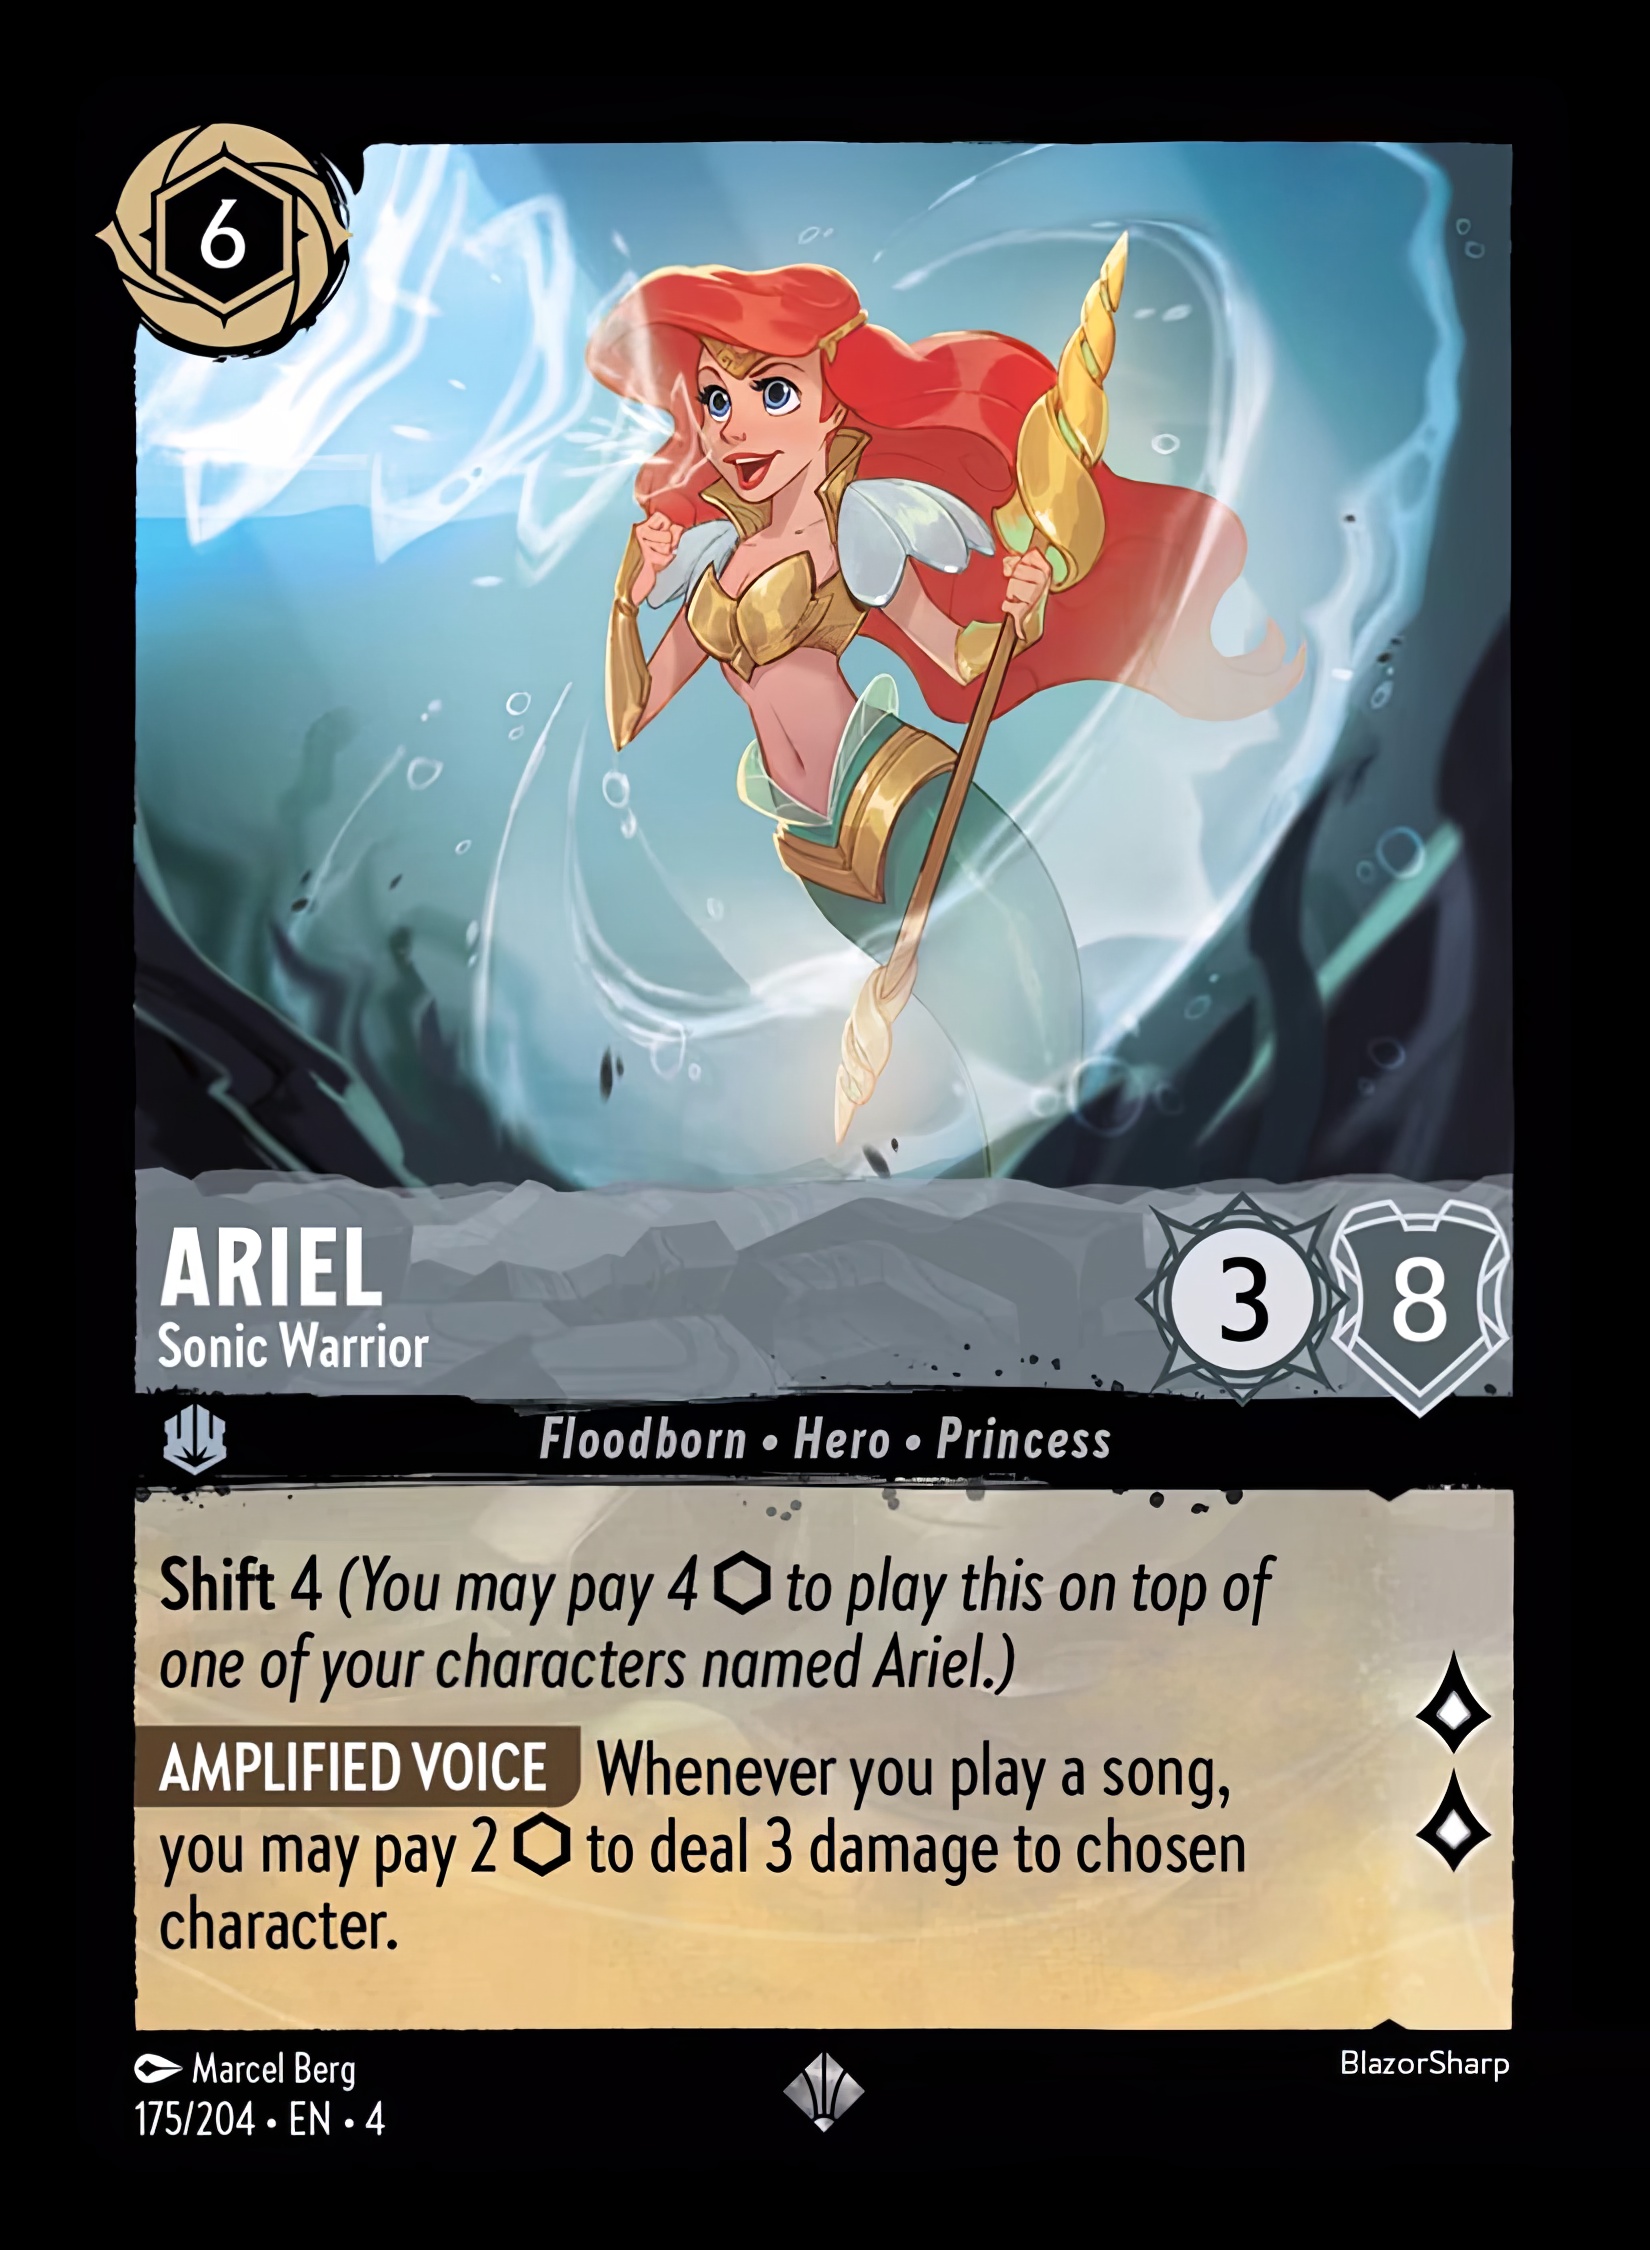 6
ARIEL
Sonic Warrior
3
8
Floodborn • Hero • Princess
Shift 4 (You may pay 4 ⬡ to play this on top of
one of your characters named Ariel.)
AMPLIFIED VOICE Whenever you play a song,
you may pay 2 ⬡ to deal 3 damage to chosen
character.
Marcel Berg
175/204 • EN • 4
BlazorSharp